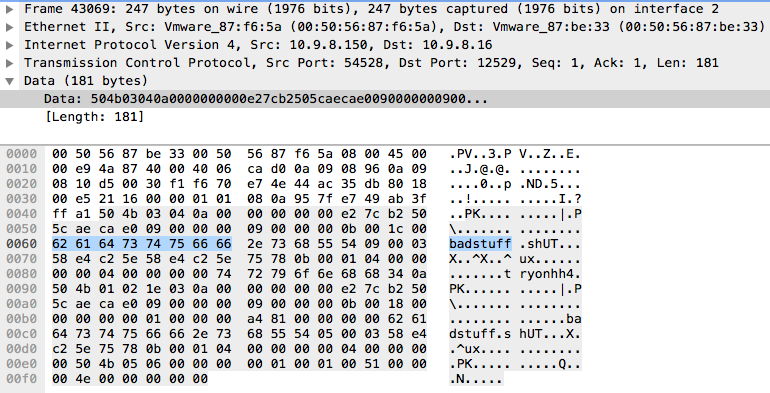 Frame 43069: 247 bytes on wire (1976 bits), 247 bytes captured (1976 bits) on interface 2
Ethernet II, Src: Vmware_87:f6:5a (00:50:56:87:f6:5a), Dst: Vmware_87:be:33 (00:50:56:87:be:33)
Internet Protocol Version 4, Src: 10.9.8.150, Dst: 10.9.8.16
Transmission Control Protocol, Src Port: 54528, Dst Port: 12529, Seq: 1, Ack: 1, Len: 181
Data (181 bytes)
Data: 504b03040a0000000000e27cb2505caecae0090000000900...
[Length: 181]
0000 00 50 56 87 be 33 00 50 56 87 f6 5a 08 00 45 00 .PV..3.P V..Z..E.
0010 00 e9 4a 87 40 00 40 06 ca d0 0a 09 08 96 0a 09 ..J.@.@. ........
0020 08 10 d5 00 30 f1 f6 70 e7 4e 44 ac 35 db 80 18 ....0..p .ND.5...
0030 00 e5 21 16 00 00 01 01 08 0a 95 7f e7 49 ab 3f ..!..... .....I.?
0040 ff a1 50 4b 03 04 0a 00 00 00 00 00 e2 7c b2 50 ..PK.... .....|.P
0050 5c ae ca e0 09 00 00 00 09 00 00 00 0b 00 1c 00 \....... ........
0060 62 61 64 73 74 75 66 66 2e 73 68 55 54 09 00 03 badstuff .shUT...
0070 58 e4 c2 5e 58 e4 c2 5e 75 78 0b 00 01 04 00 00 X..^X..^ ux......
0080 00 00 04 00 00 00 00 74 72 79 6f 6e 68 68 34 0a .......t ryonhh4.
0090 50 4b 01 02 1e 03 0a 00 00 00 00 00 e2 7c b2 50 PK...... .....|.P
00a0 5c ae ca e0 09 00 00 00 09 00 00 00 0b 00 18 00 \....... ........
00b0 00 00 00 00 01 00 00 00 a4 81 00 00 00 00 62 61 ........ ......ba
00c0 64 73 74 75 66 66 2e 73 68 55 54 05 00 03 58 e4 dstuff.s hUT...X.
00d0 c2 5e 75 78 0b 00 01 04 00 00 00 00 04 00 00 00 .^ux.... ........
00e0 00 50 4b 05 06 00 00 00 00 01 00 01 00 51 00 00 .PK..... .....Q..
00f0 00 4e 00 00 00 00 00 .N.....